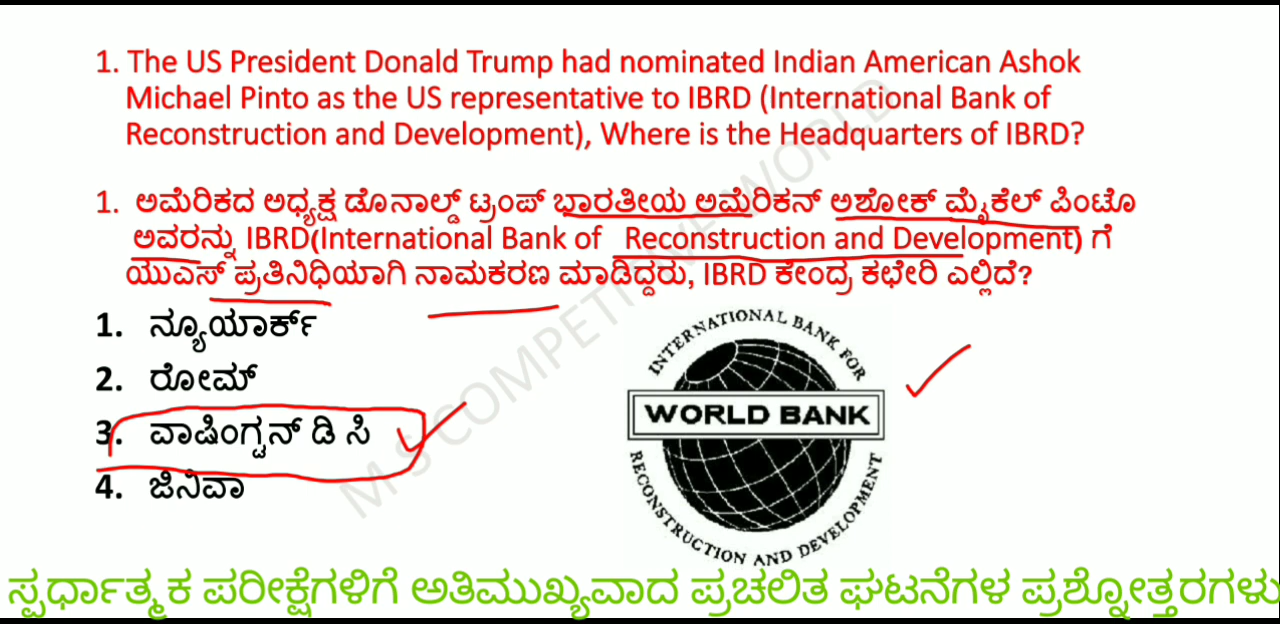 1. The US President Donald Trump had nominated Indian American Ashok
Michael Pinto as the US representative to IBRD (International Bank of
Reconstruction and Development), Where is the Headquarters of IBRD?
1. ಅಮೆರಿಕದ ಅಧ್ಯಕ್ಷ ಡೊನಾಲ್ಡ್ ಟ್ರಂಪ್ ಭಾರತೀಯ ಅಮೆರಿಕನ್ ಅಶೋಕ್ ಮೈಕೆಲ್ ಪಿಂಟೊ
ಅವರನ್ನು IBRD(International Bank of Reconstruction and Development) ಗೆ
ಯುಎಸ್ ಪ್ರತಿನಿಧಿಯಾಗಿ ನಾಮಕರಣ ಮಾಡಿದ್ದರು, IBRD ಕೇಂದ್ರ ಕಛೇರಿ ಎಲ್ಲಿದೆ?
1. ನ್ಯೂಯಾರ್ಕ್
2. ರೋಮ್
3. ವಾಷಿಂಗ್ಟನ್ ಡಿ ಸಿ
4. ಜಿನಿವಾ
INTERNATIONAL BANK FOR
WORLD BANK
RECONSTRUCTION AND DEVELOPMENT
M S COMPETITIVE WORLD
ಸ್ಪರ್ಧಾತ್ಮಕ ಪರೀಕ್ಷೆಗಳಿಗೆ ಅತಿಮುಖ್ಯವಾದ ಪ್ರಚಲಿತ ಘಟನೆಗಳ ಪ್ರಶ್ನೋತ್ತರಗಳು